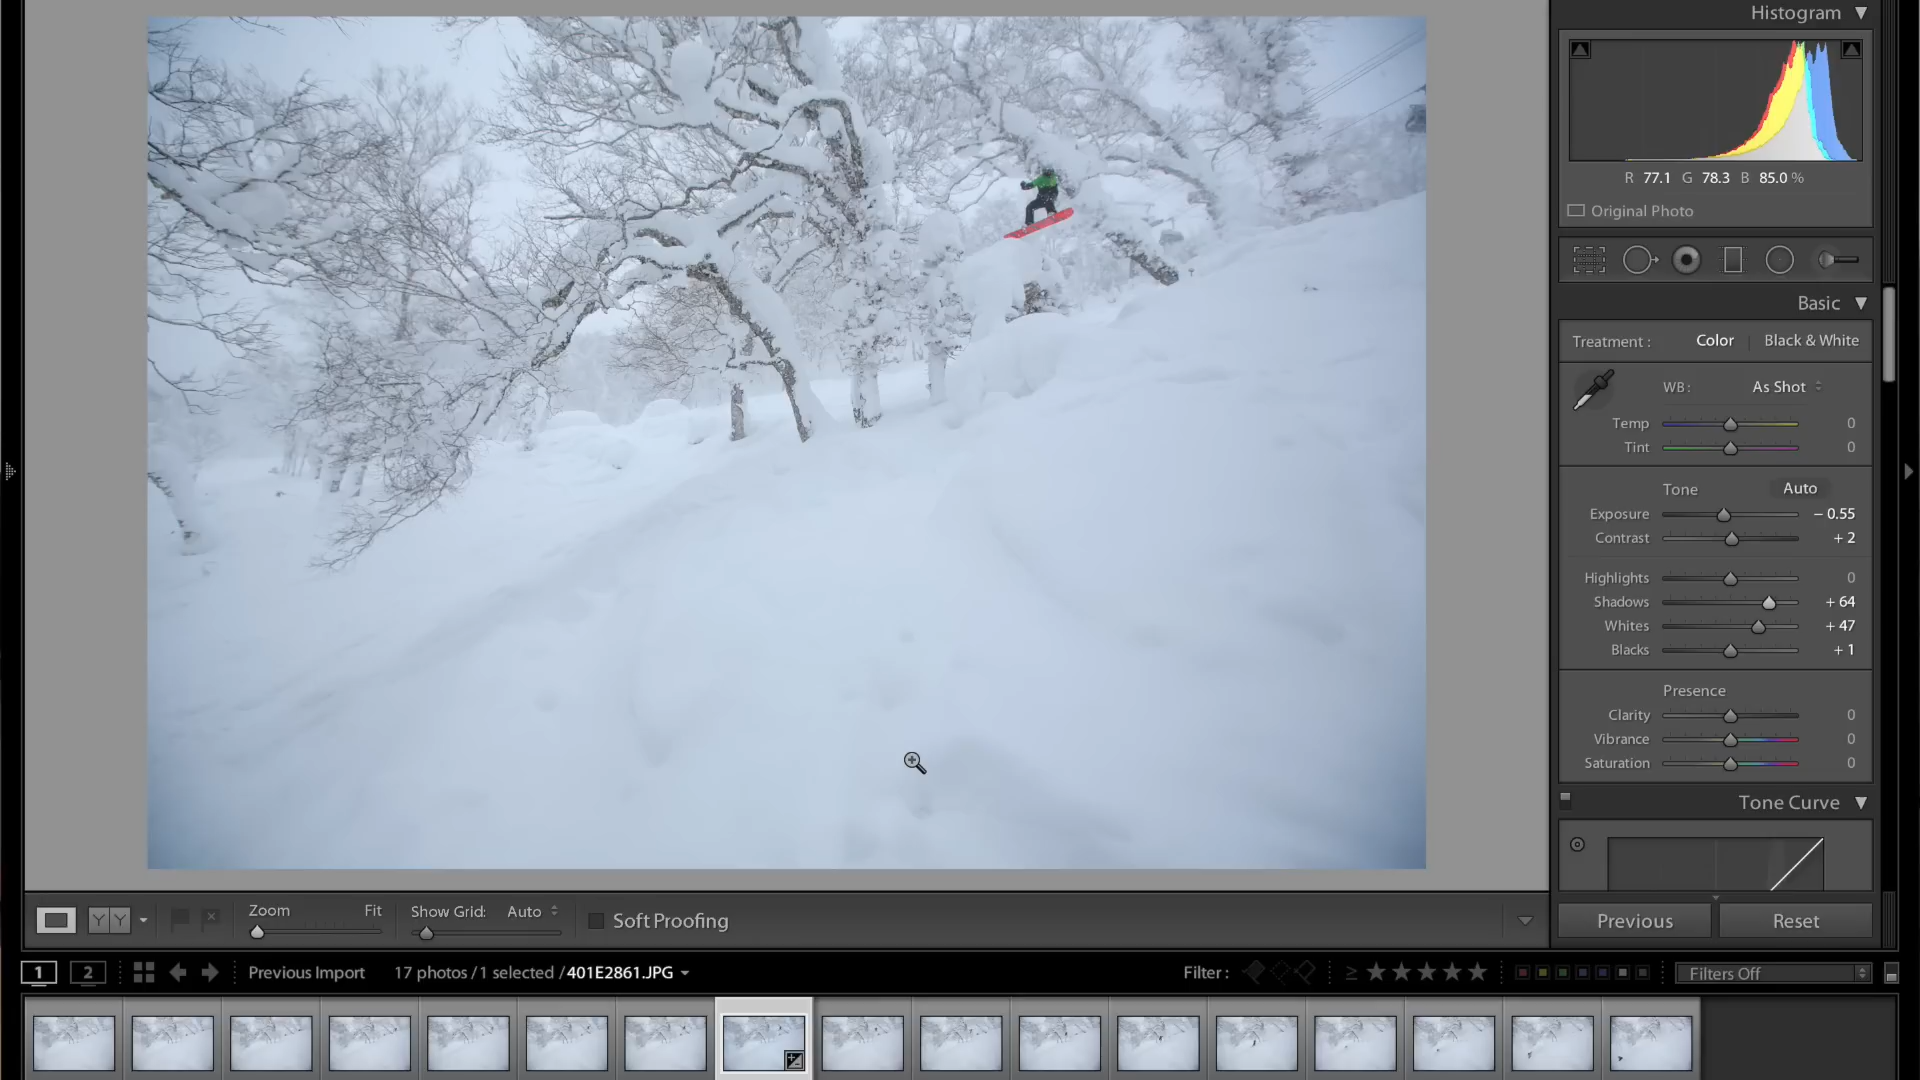 Histogram
R 77.1 G 78.3 B 85.0 %
Original Photo
Basic
Treatment : Color Black & White
WB : As Shot
Temp 0
Tint 0
Tone Auto
Exposure – 0.55
Contrast + 2
Highlights 0
Shadows + 64
Whites + 47
Blacks + 1
Presence
Clarity 0
Vibrance 0
Saturation 0
Tone Curve
YY Zoom Fit Show Grid: Auto Soft Proofing
Previous Reset
1 2 Previous Import 17 photos / 1 selected / 401E2861.JPG Filter : ≥ Filters Off